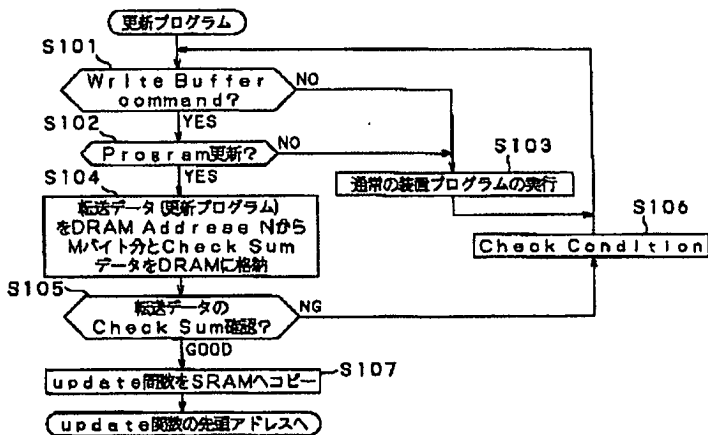 更新プログラム
S101
Write Buffer
command?
NO
YES
S102
Program更新?
NO
YES
S103
通常の装置プログラムの実行
S104
転送データ(更新プログラム)
をDRAM Address Nから
Mバイト分とCheck Sum
データをDRAMに格納
S106
Check Condition
S105
転送データの
Check Sum確認?
NG
GOOD
update関数をSRAMへコピー
S107
update関数の先頭アドレスへ